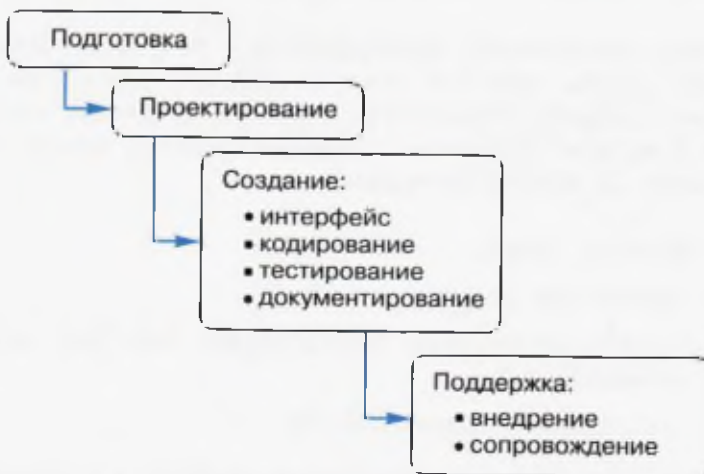 Подготовка
Проектирование
Создание:
• интерфейс
• кодирование
• тестирование
• документирование
Поддержка:
• внедрение
• сопровождение